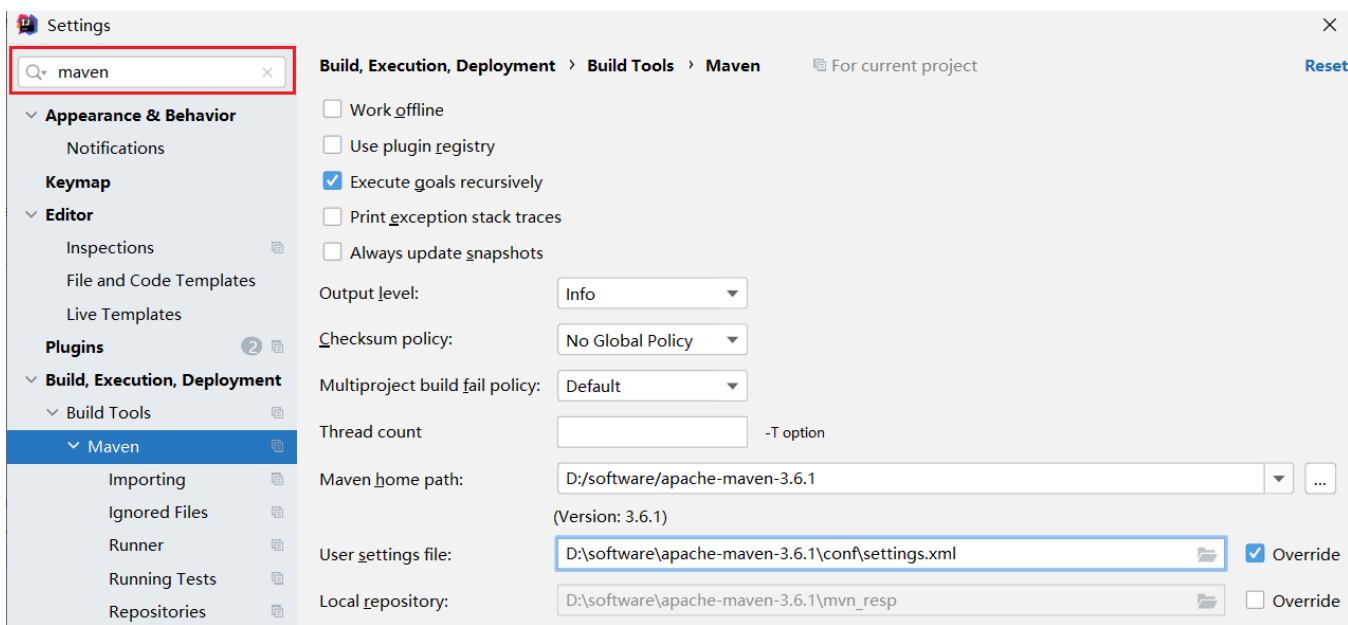 Settings
maven
Build, Execution, Deployment > Build Tools > Maven For current project Reset
Appearance & Behavior
Notifications
Keymap
Editor
Inspections
File and Code Templates
Live Templates
Plugins 2
Build, Execution, Deployment
Build Tools
Maven
Importing
Ignored Files
Runner
Running Tests
Repositories
Work offline
Use plugin registry
Execute goals recursively
Print exception stack traces
Always update snapshots
Output level: Info
Checksum policy: No Global Policy
Multiproject build fail policy: Default
Thread count -T option
Maven home path: D:/software/apache-maven-3.6.1 ...
(Version: 3.6.1)
User settings file: D:\software\apache-maven-3.6.1\conf\settings.xml Override
Local repository: D:\software\apache-maven-3.6.1\mvn_resp Override